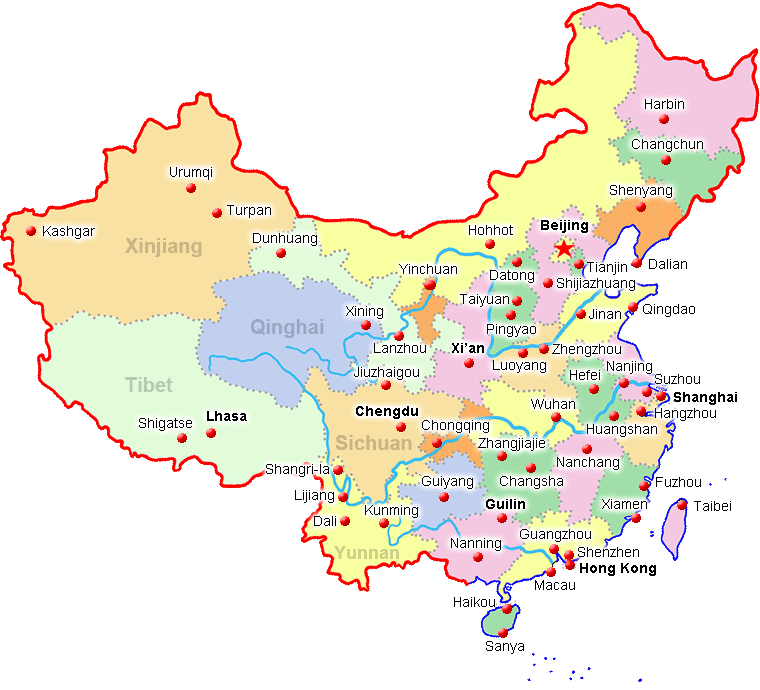 Harbin
Changchun
Urumqi
Shenyang
Turpan
Beijing
Kashgar
Hohhot
Dunhuang
Xinjiang
Dalian
Tianjin
Yinchuan
Datong
Shijiazhuang
Taiyuan
Qingdao
Xining
Jinan
Qinghai
Pingyao
Lanzhou
Xi'an
Zhengzhou
Luoyang
Nanjing
Jiuzhaigou
Hefei
Suzhou
Tibet
Shanghai
Wuhan
Chengdu
Hangzhou
Lhasa
Shigatse
Chongqing
Huangshan
Sichuan
Zhangjiajie
Nanchang
Shangri-la
Guiyang
Changsha
Fuzhou
Lijiang
Guilin
Xiamen
Taibei
Kunming
Dali
Guangzhou
Nanning
Yunnan
Shenzhen
Hong Kong
Macau
Haikou
Sanya